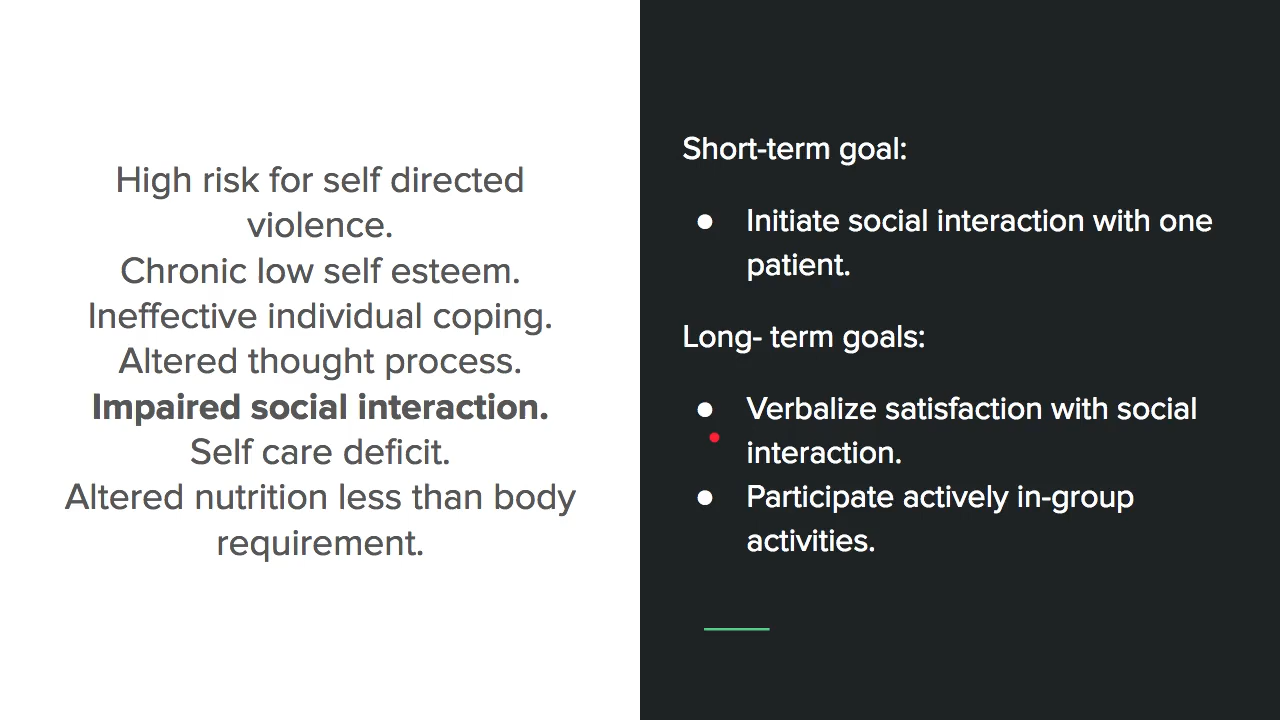 High risk for self directed
violence.
Chronic low self esteem.
Ineffective individual coping.
Altered thought process.
Impaired social interaction.
Self care deficit.
Altered nutrition less than body
requirement.
Short-term goal:
● Initiate social interaction with one
patient.
Long- term goals:
● Verbalize satisfaction with social
interaction.
● Participate actively in-group
activities.